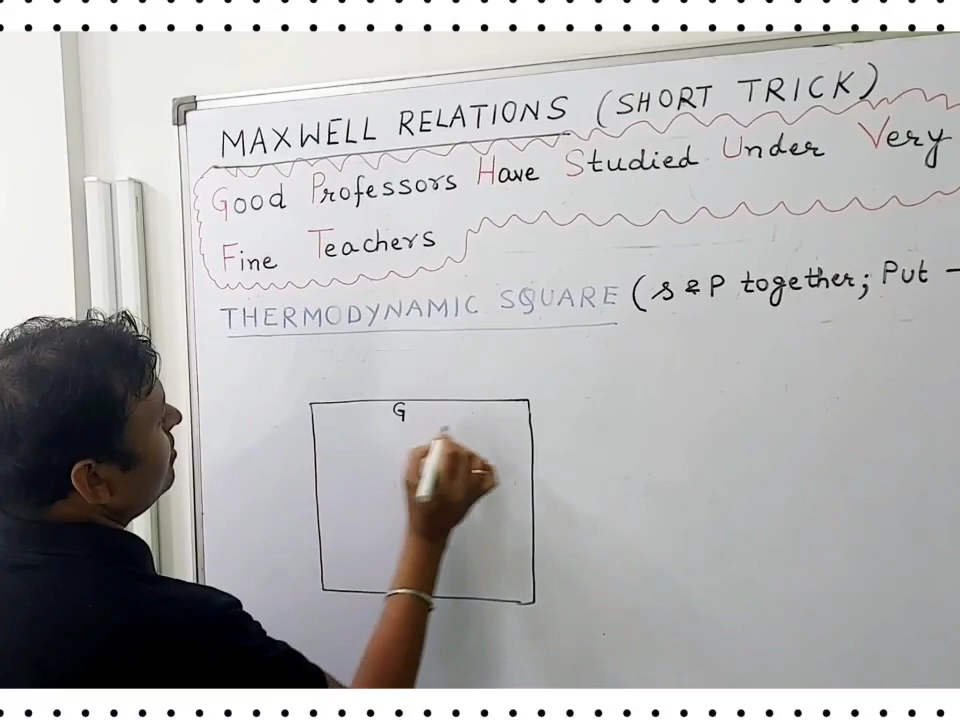 MAXWELL RELATIONS (SHORT TRICK)
Good Professors Have Studied Under Very
Fine Teachers
THERMODYNAMIC SQUARE (S & P together; Put -
G